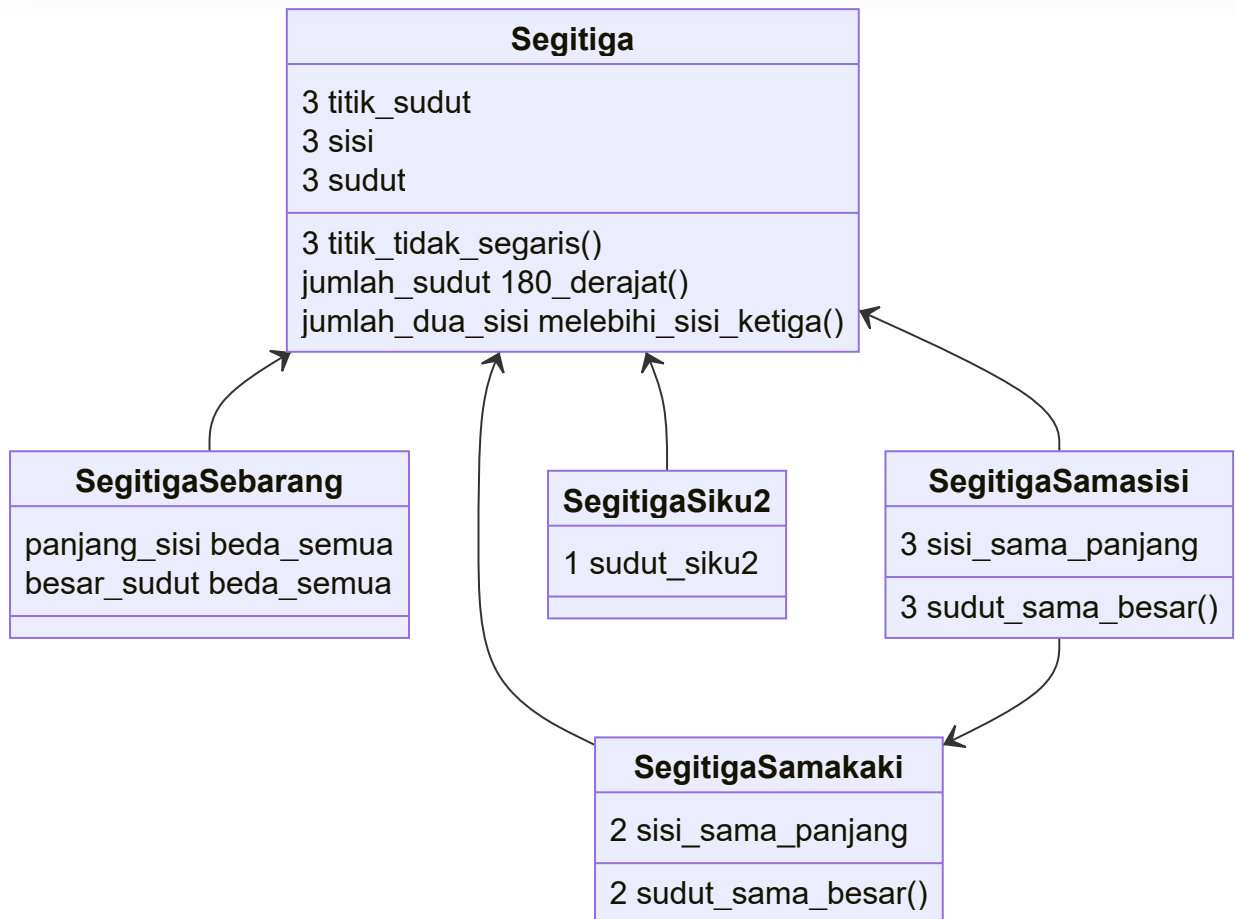 Segitiga
3 titik_sudut
3 sisi
3 sudut
3 titik_tidak_segaris()
jumlah_sudut 180_derajat()
jumlah_dua_sisi melebihi_sisi_ketiga()
SegitigaSebarang
panjang_sisi beda_semua
besar_sudut beda_semua
SegitigaSiku2
1 sudut_siku2
SegitigaSamasisi
3 sisi_sama_panjang
3 sudut_sama_besar()
SegitigaSamakaki
2 sisi_sama_panjang
2 sudut_sama_besar()